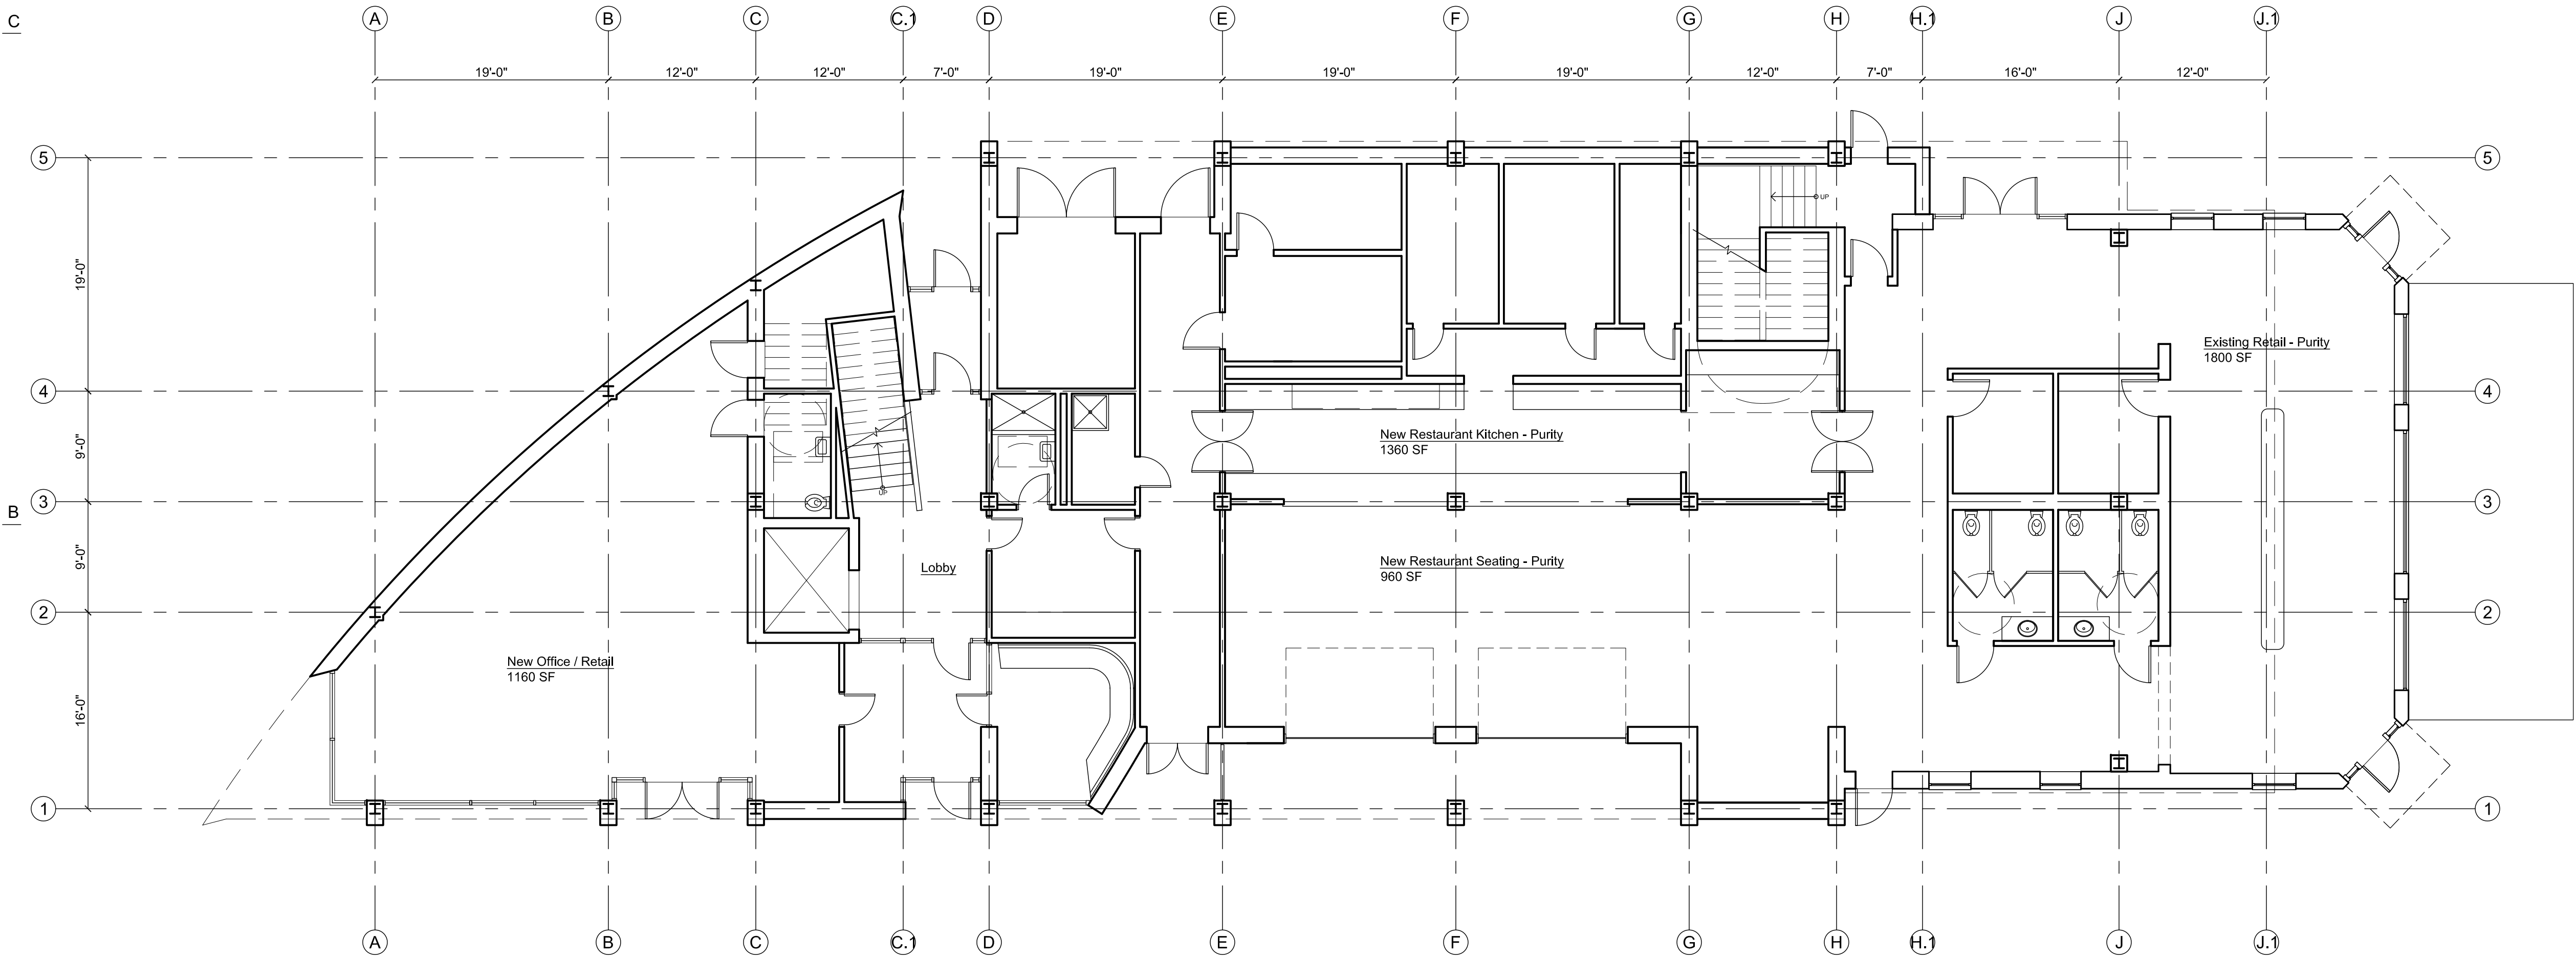 C
A B C C.1 D E F G H H.1 J J.1
19'-0" 12'-0" 12'-0" 7'-0" 19'-0" 19'-0" 19'-0" 12'-0" 7'-0" 16'-0" 12'-0"
5 5
UP
19'-0"
Existing Retail - Purity
1800 SF
4 4
New Restaurant Kitchen - Purity
1360 SF
9'-0"
UP
3 3
B
9'-0"
New Restaurant Seating - Purity
960 SF
Lobby
2 2
New Office / Retail
1160 SF
16'-0"
1 1
A B C C.1 D E F G H H.1 J J.1